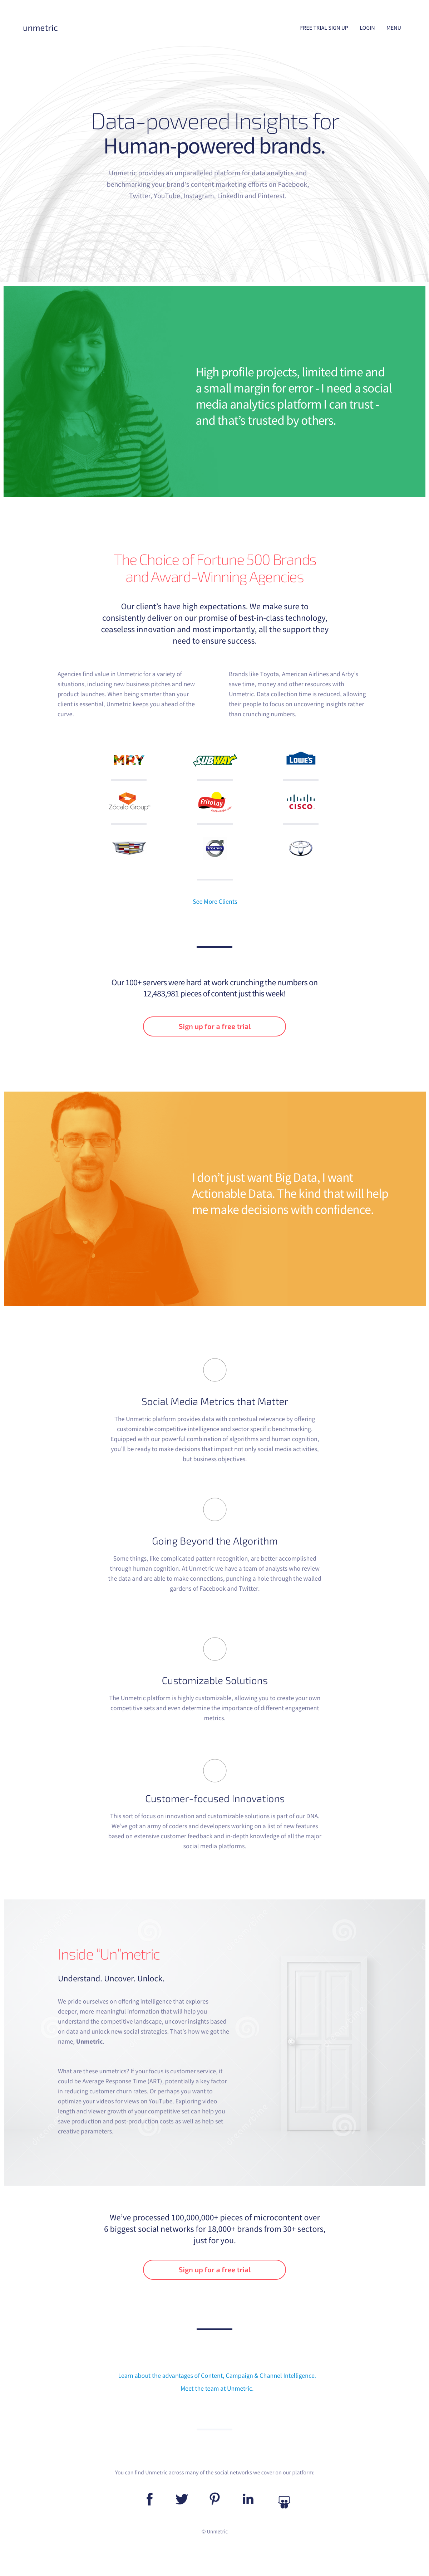 unmetric
FREE TRIAL SIGN UP LOGIN MENU
Data-powered Insights for
Human-powered brands.
Unmetric provides an unparalleled platform for data analytics and
benchmarking your brand's content marketing efforts on Facebook,
Twitter, YouTube, Instagram, LinkedIn and Pinterest.
High profile projects, limited time and
a small margin for error - I need a social
media analytics platform I can trust -
and that's trusted by others.
The Choice of Fortune 500 Brands
and Award-Winning Agencies
Our client's have high expectations. We make sure to
consistently deliver on our promise of best-in-class technology,
ceaseless innovation and most importantly, all the support they
need to ensure success.
Agencies find value in Unmetric for a variety of
situations, including new business pitches and new
product launches. When being smarter than your
client is essential, Unmetric keeps you ahead of the
curve.
Brands like Toyota, American Airlines and Arby's
save time, money and other resources with
Unmetric. Data collection time is reduced, allowing
their people to focus on uncovering insights rather
than crunching numbers.
MRY SUBWAY LOWE'S
Zócalo Group FritoLay CISCO
VOLVO
See More Clients
Our 100+ servers were hard at work crunching the numbers on
12,483,981 pieces of content just this week!
Sign up for a free trial
I don't just want Big Data, I want
Actionable Data. The kind that will help
me make decisions with confidence.
Social Media Metrics that Matter
The Unmetric platform provides data with contextual relevance by offering
customizable competitive intelligence and sector specific benchmarking.
Equipped with our powerful combination of algorithms and human cognition,
you'll be ready to make decisions that impact not only social media activities,
but business objectives.
Going Beyond the Algorithm
Some things, like complicated pattern recognition, are better accomplished
through human cognition. At Unmetric we have a team of analysts who review
the data and are able to make connections, punching a hole through the walled
gardens of Facebook and Twitter.
Customizable Solutions
The Unmetric platform is highly customizable, allowing you to create your own
competitive sets and even determine the importance of different engagement
metrics.
Customer-focused Innovations
This sort of focus on innovation and customizable solutions is part of our DNA.
We've got an army of coders and developers working on a list of new features
based on extensive customer feedback and in-depth knowledge of all the major
social media platforms.
Inside "Un"metric
Understand. Uncover. Unlock.
We pride ourselves on offering intelligence that explores
deeper, more meaningful information that will help you
understand the competitive landscape, uncover insights based
on data and unlock new social strategies. That's how we got the
name, Unmetric.
What are these unmetrics? If your focus is customer service, it
could be Average Response Time (ART), potentially a key factor
in reducing customer churn rates. Or perhaps you want to
optimize your videos for views on YouTube. Exploring video
length and viewer growth of your competitive set can help you
save production and post-production costs as well as help set
creative parameters.
We've processed 100,000,000+ pieces of microcontent over
6 biggest social networks for 18,000+ brands from 30+ sectors,
just for you.
Sign up for a free trial
Learn about the advantages of Content, Campaign & Channel Intelligence.
Meet the team at Unmetric.
You can find Unmetric across many of the social networks we cover on our platform:
© Unmetric